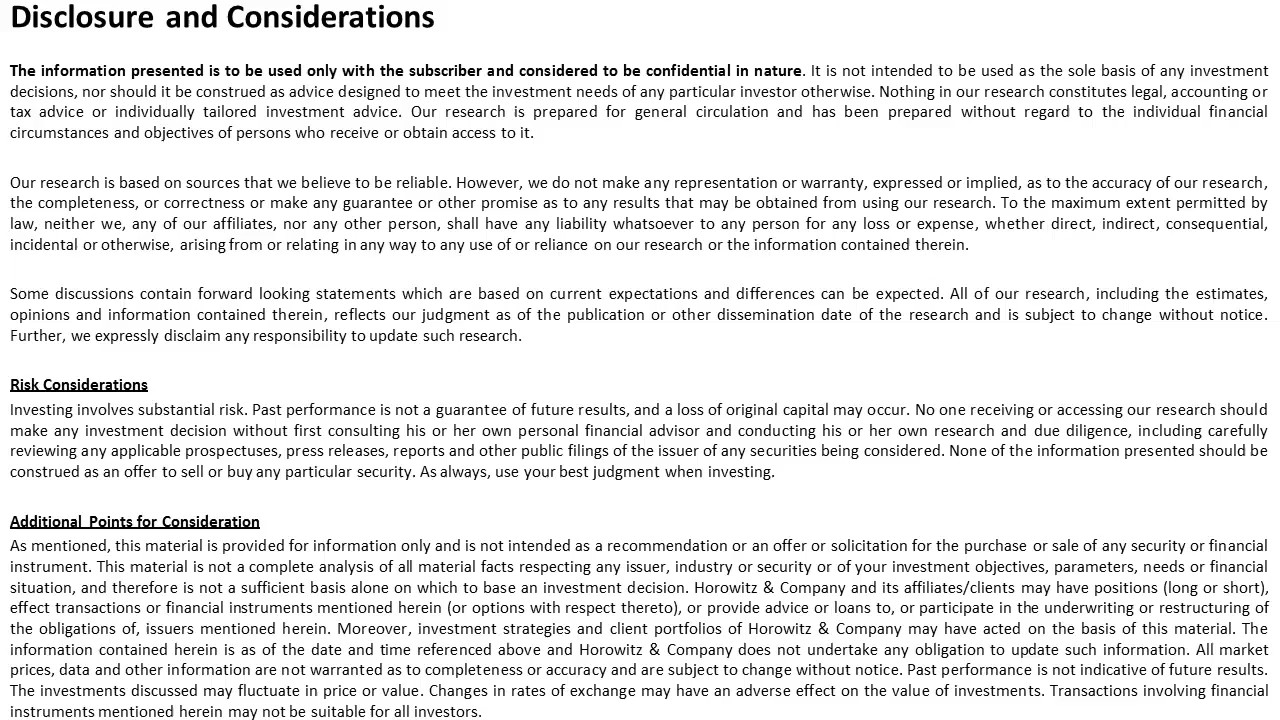 Disclosure and Considerations
The information presented is to be used only with the subscriber and considered to be confidential in nature. It is not intended to be used as the sole basis of any investment
decisions, nor should it be construed as advice designed to meet the investment needs of any particular investor otherwise. Nothing in our research constitutes legal, accounting or
tax advice or individually tailored investment advice. Our research is prepared for general circulation and has been prepared without regard to the individual financial
circumstances and objectives of persons who receive or obtain access to it.
Our research is based on sources that we believe to be reliable. However, we do not make any representation or warranty, expressed or implied, as to the accuracy of our research,
the completeness, or correctness or make any guarantee or other promise as to any results that may be obtained from using our research. To the maximum extent permitted by
law, neither we, any of our affiliates, nor any other person, shall have any liability whatsoever to any person for any loss or expense, whether direct, indirect, consequential,
incidental or otherwise, arising from or relating in any way to any use of or reliance on our research or the information contained therein.
Some discussions contain forward looking statements which are based on current expectations and differences can be expected. All of our research, including the estimates,
opinions and information contained therein, reflects our judgment as of the publication or other dissemination date of the research and is subject to change without notice.
Further, we expressly disclaim any responsibility to update such research.
Risk Considerations
Investing involves substantial risk. Past performance is not a guarantee of future results, and a loss of original capital may occur. No one receiving or accessing our research should
make any investment decision without first consulting his or her own personal financial advisor and conducting his or her own research and due diligence, including carefully
reviewing any applicable prospectuses, press releases, reports and other public filings of the issuer of any securities being considered. None of the information presented should be
construed as an offer to sell or buy any particular security. As always, use your best judgment when investing.
Additional Points for Consideration
As mentioned, this material is provided for information only and is not intended as a recommendation or an offer or solicitation for the purchase or sale of any security or financial
instrument. This material is not a complete analysis of all material facts respecting any issuer, industry or security or of your investment objectives, parameters, needs or financial
situation, and therefore is not a sufficient basis alone on which to base an investment decision. Horowitz & Company and its affiliates/clients may have positions (long or short),
effect transactions or financial instruments mentioned herein (or options with respect thereto), or provide advice or loans to, or participate in the underwriting or restructuring of
the obligations of, issuers mentioned herein. Moreover, investment strategies and client portfolios of Horowitz & Company may have acted on the basis of this material. The
information contained herein is as of the date and time referenced above and Horowitz & Company does not undertake any obligation to update such information. All market
prices, data and other information are not warranted as to completeness or accuracy and are subject to change without notice. Past performance is not indicative of future results.
The investments discussed may fluctuate in price or value. Changes in rates of exchange may have an adverse effect on the value of investments. Transactions involving financial
instruments mentioned herein may not be suitable for all investors.